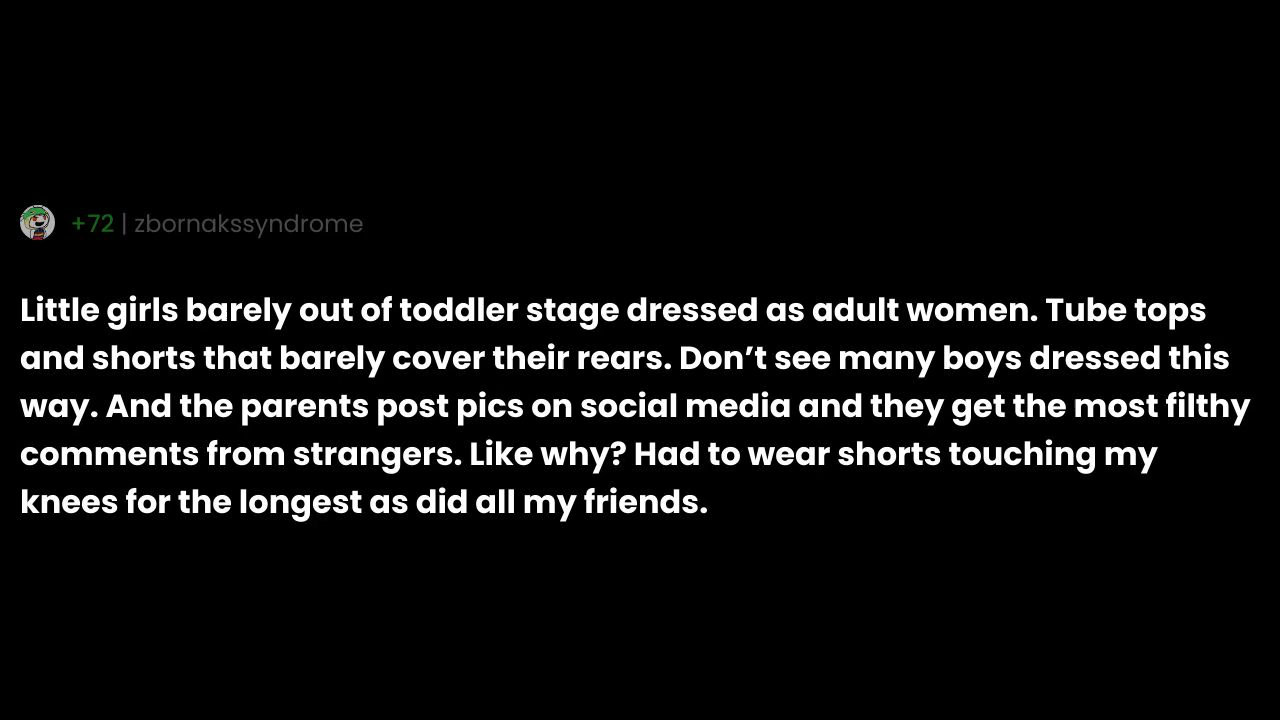 +72 | zbornakssyndrome
Little girls barely out of toddler stage dressed as adult women. Tube tops
and shorts that barely cover their rears. Don’t see many boys dressed this
way. And the parents post pics on social media and they get the most filthy
comments from strangers. Like why? Had to wear shorts touching my
knees for the longest as did all my friends.